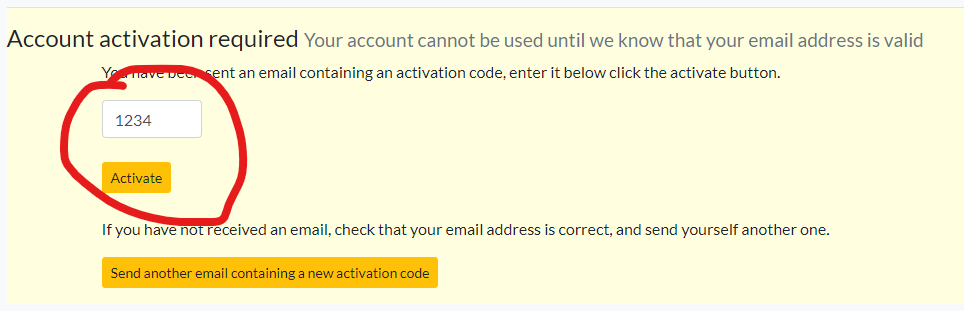 Account activation required Your account cannot be used until we know that your email address is valid
You have been sent an email containing an activation code, enter it below click the activate button.
1234
Activate
If you have not received an email, check that your email address is correct, and send yourself another one.
Send another email containing a new activation code